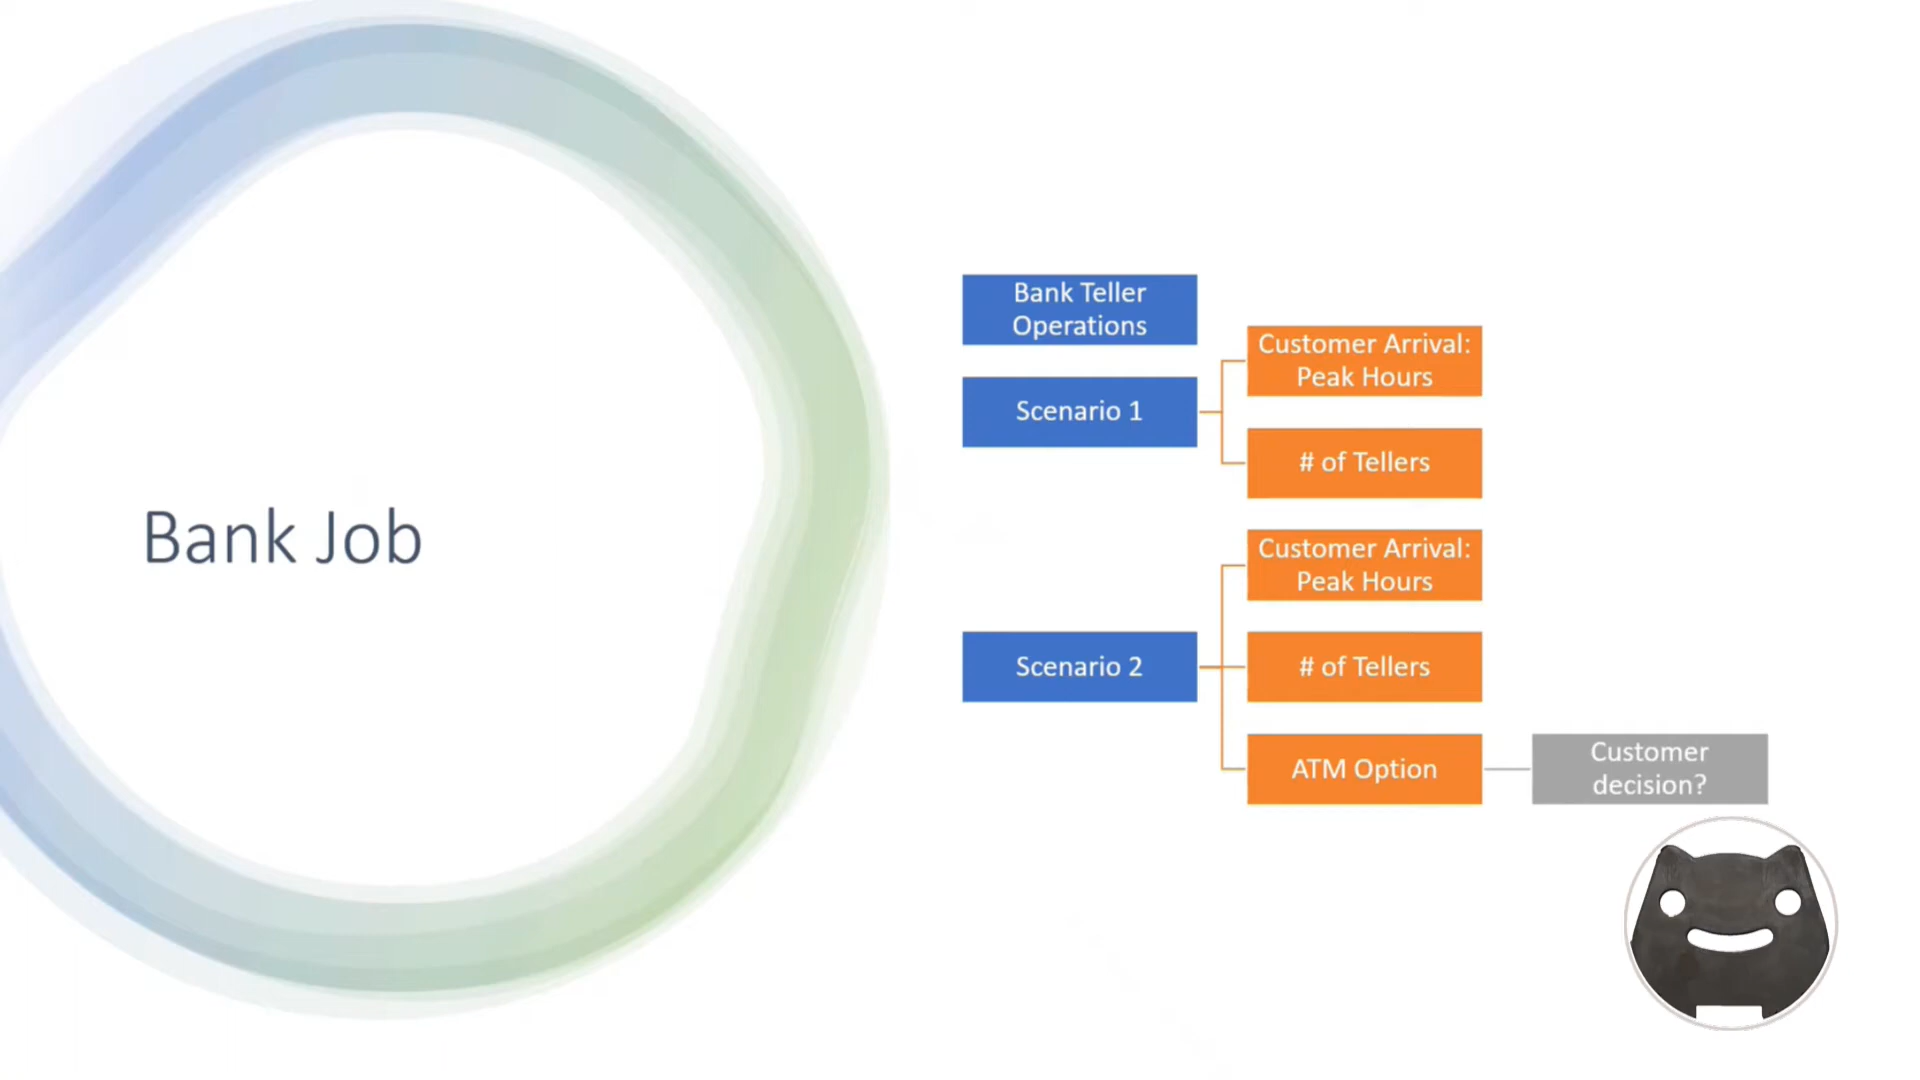 Bank Job
Bank Teller
Operations
Scenario 1
Customer Arrival:
Peak Hours
# of Tellers
Scenario 2
Customer Arrival:
Peak Hours
# of Tellers
ATM Option
Customer
decision?